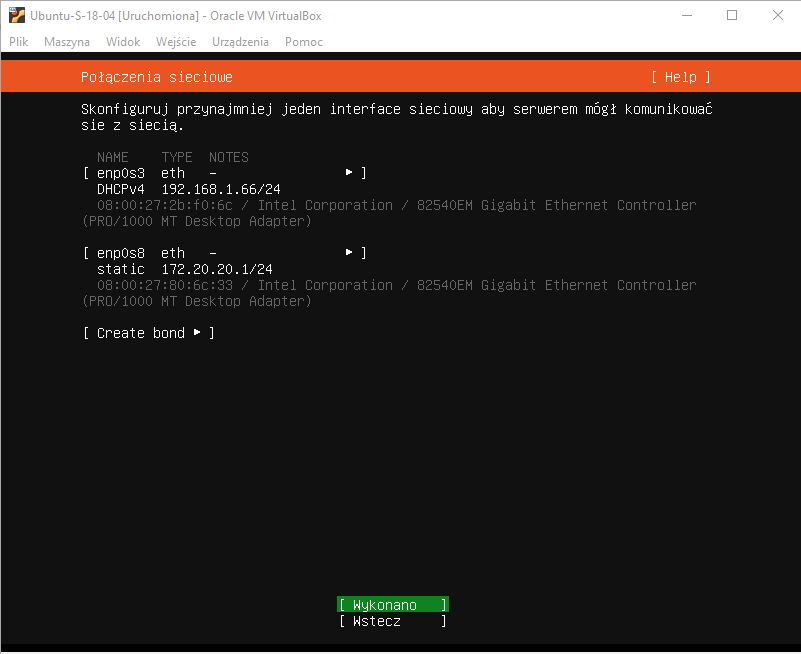 Ubuntu-S-18-04 [Uruchomiona] - Oracle VM VirtualBox
Plik Maszyna Widok Wejście Urządzenia Pomoc
Połączenia sieciowe [ Help ]
Skonfiguruj przynajmniej jeden interface sieciowy aby serwerem mógł komunikować
sie z siecią.
NAME TYPE NOTES
[ enp0s3 eth - ▸ ]
DHCPv4 192.168.1.66/24
08:00:27:2b:f0:6c / Intel Corporation / 82540EM Gigabit Ethernet Controller
(PRO/1000 MT Desktop Adapter)
[ enp0s8 eth - ▸ ]
static 172.20.20.1/24
08:00:27:80:6c:33 / Intel Corporation / 82540EM Gigabit Ethernet Controller
(PRO/1000 MT Desktop Adapter)
[ Create bond ▸ ]
[ Wykonano ]
[ Wstecz ]